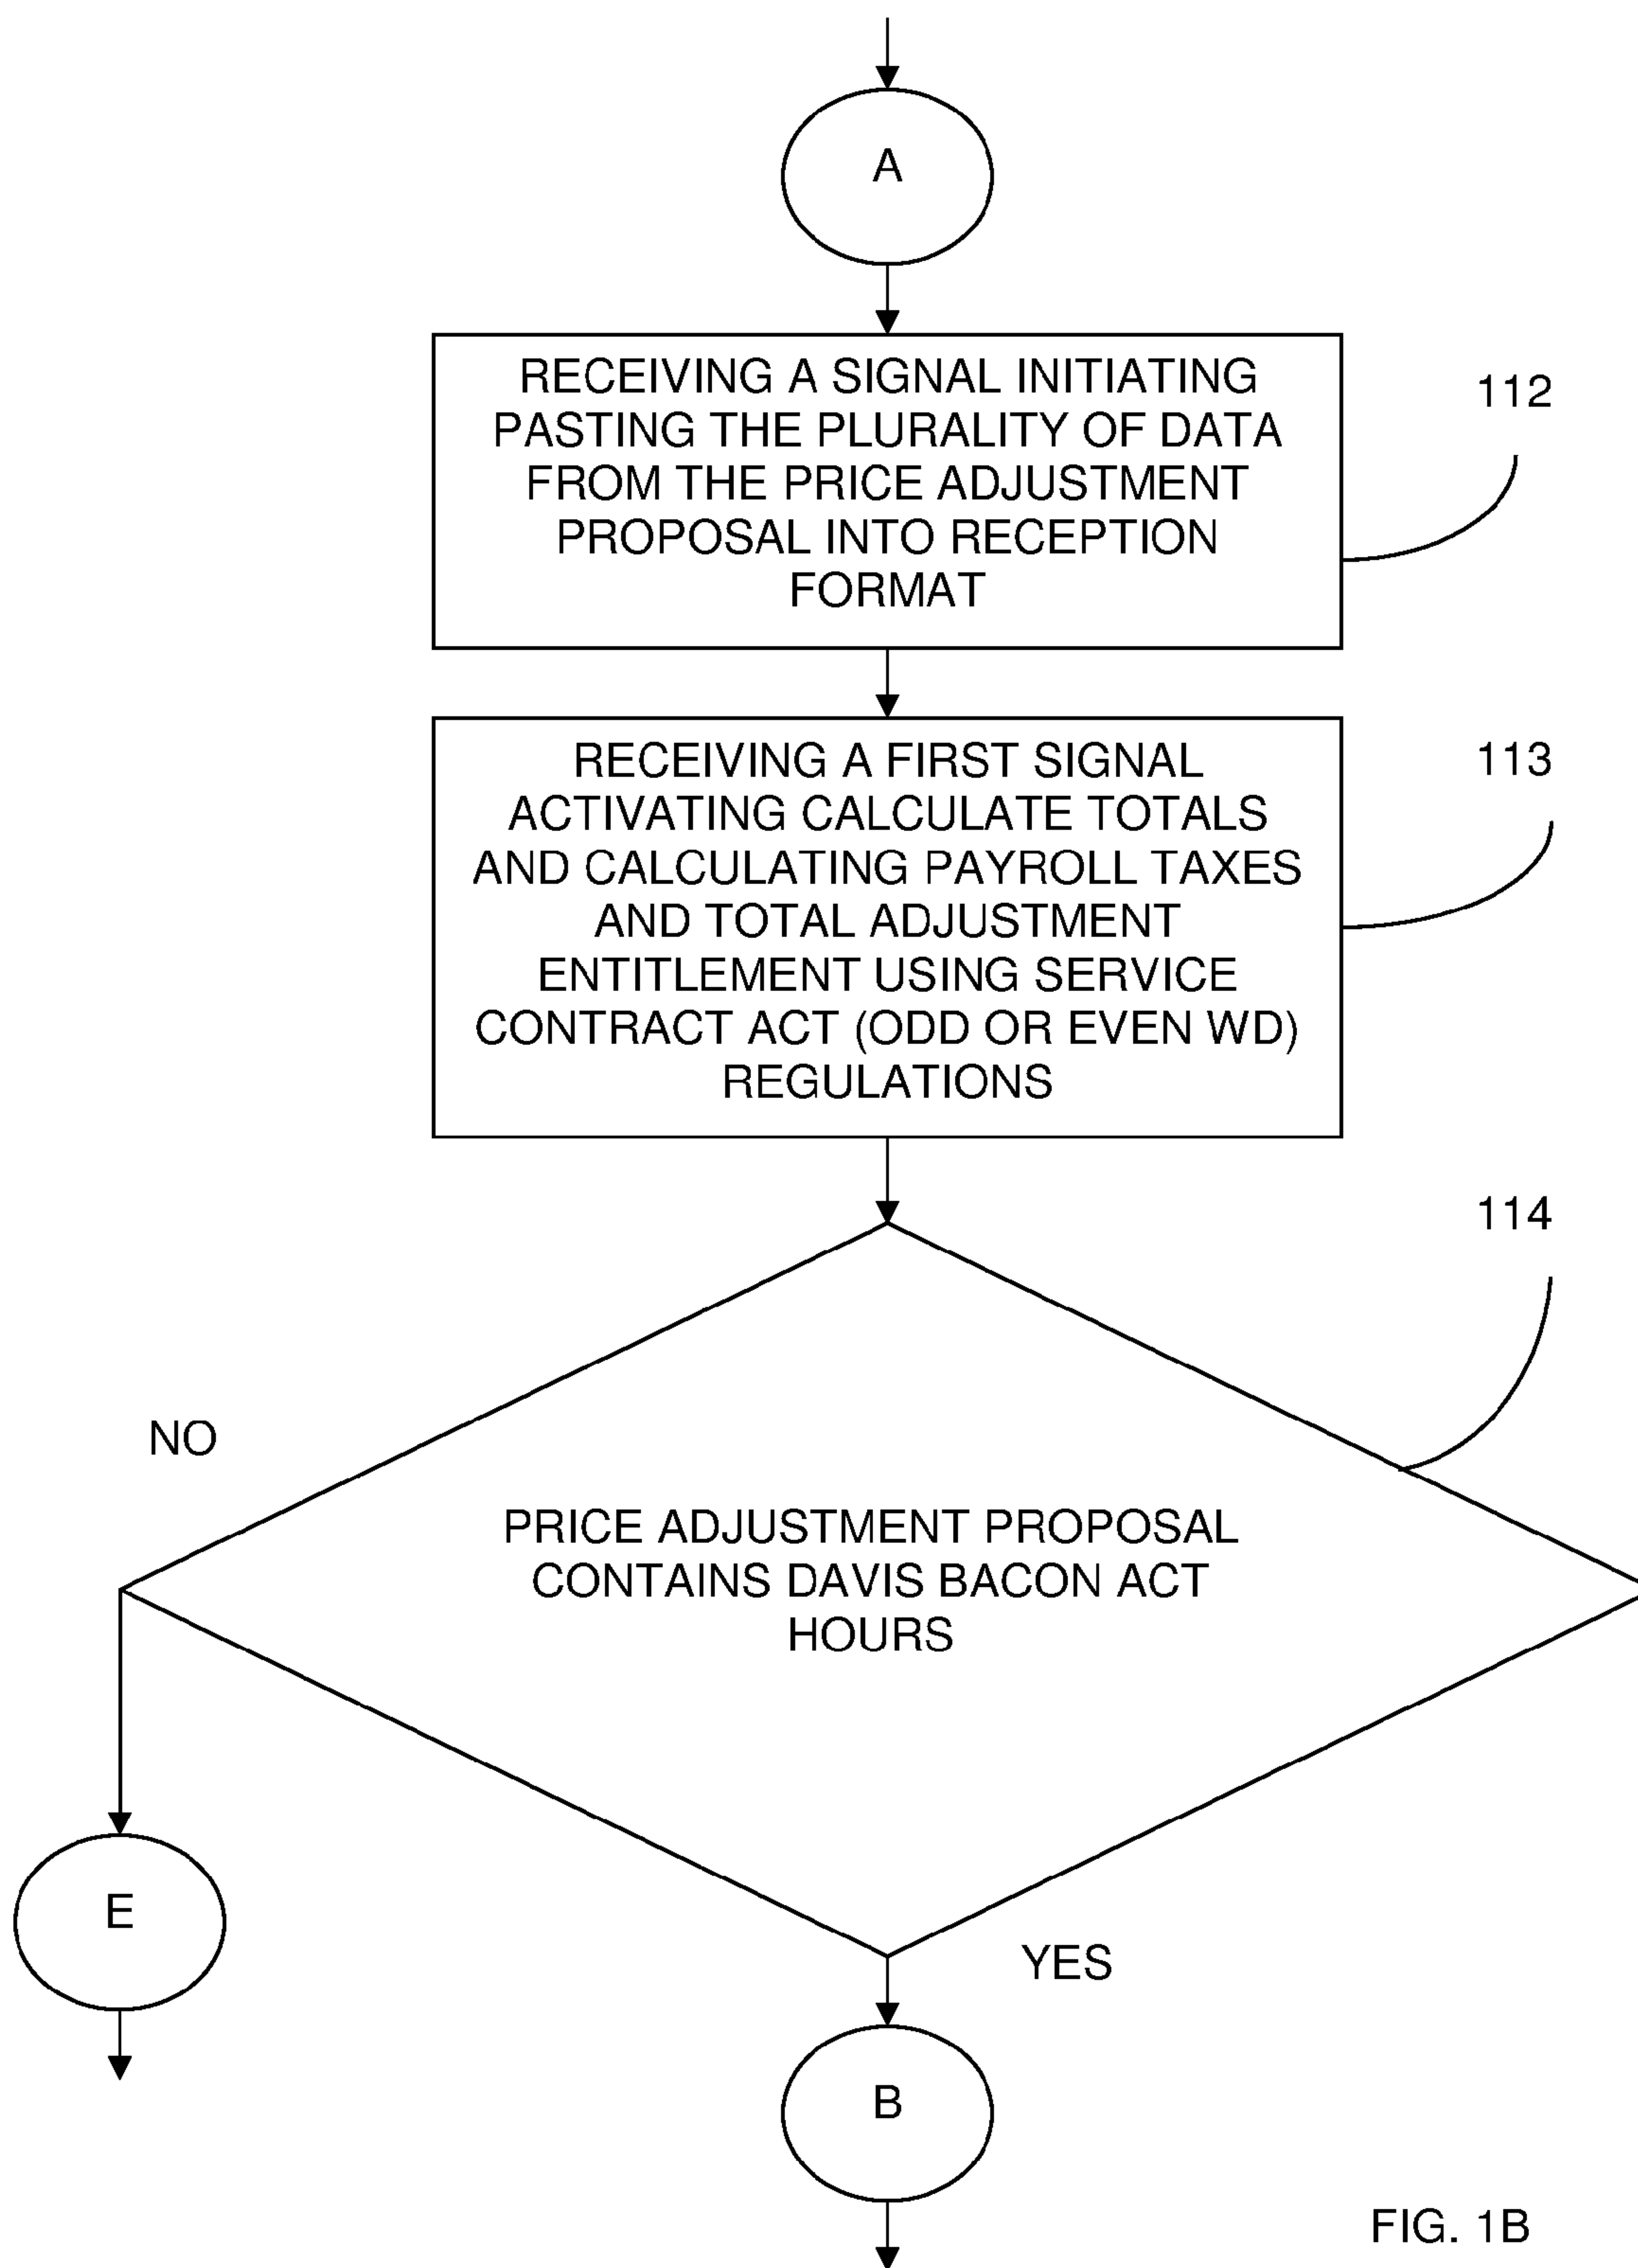 A
RECEIVING A SIGNAL INITIATING
PASTING THE PLURALITY OF DATA
FROM THE PRICE ADJUSTMENT
PROPOSAL INTO RECEPTION
FORMAT
112
RECEIVING A FIRST SIGNAL
ACTIVATING CALCULATE TOTALS
AND CALCULATING PAYROLL TAXES
AND TOTAL ADJUSTMENT
ENTITLEMENT USING SERVICE
CONTRACT ACT (ODD OR EVEN WD)
REGULATIONS
113
114
NO
PRICE ADJUSTMENT PROPOSAL
CONTAINS DAVIS BACON ACT
HOURS
E
YES
B
FIG. 1B